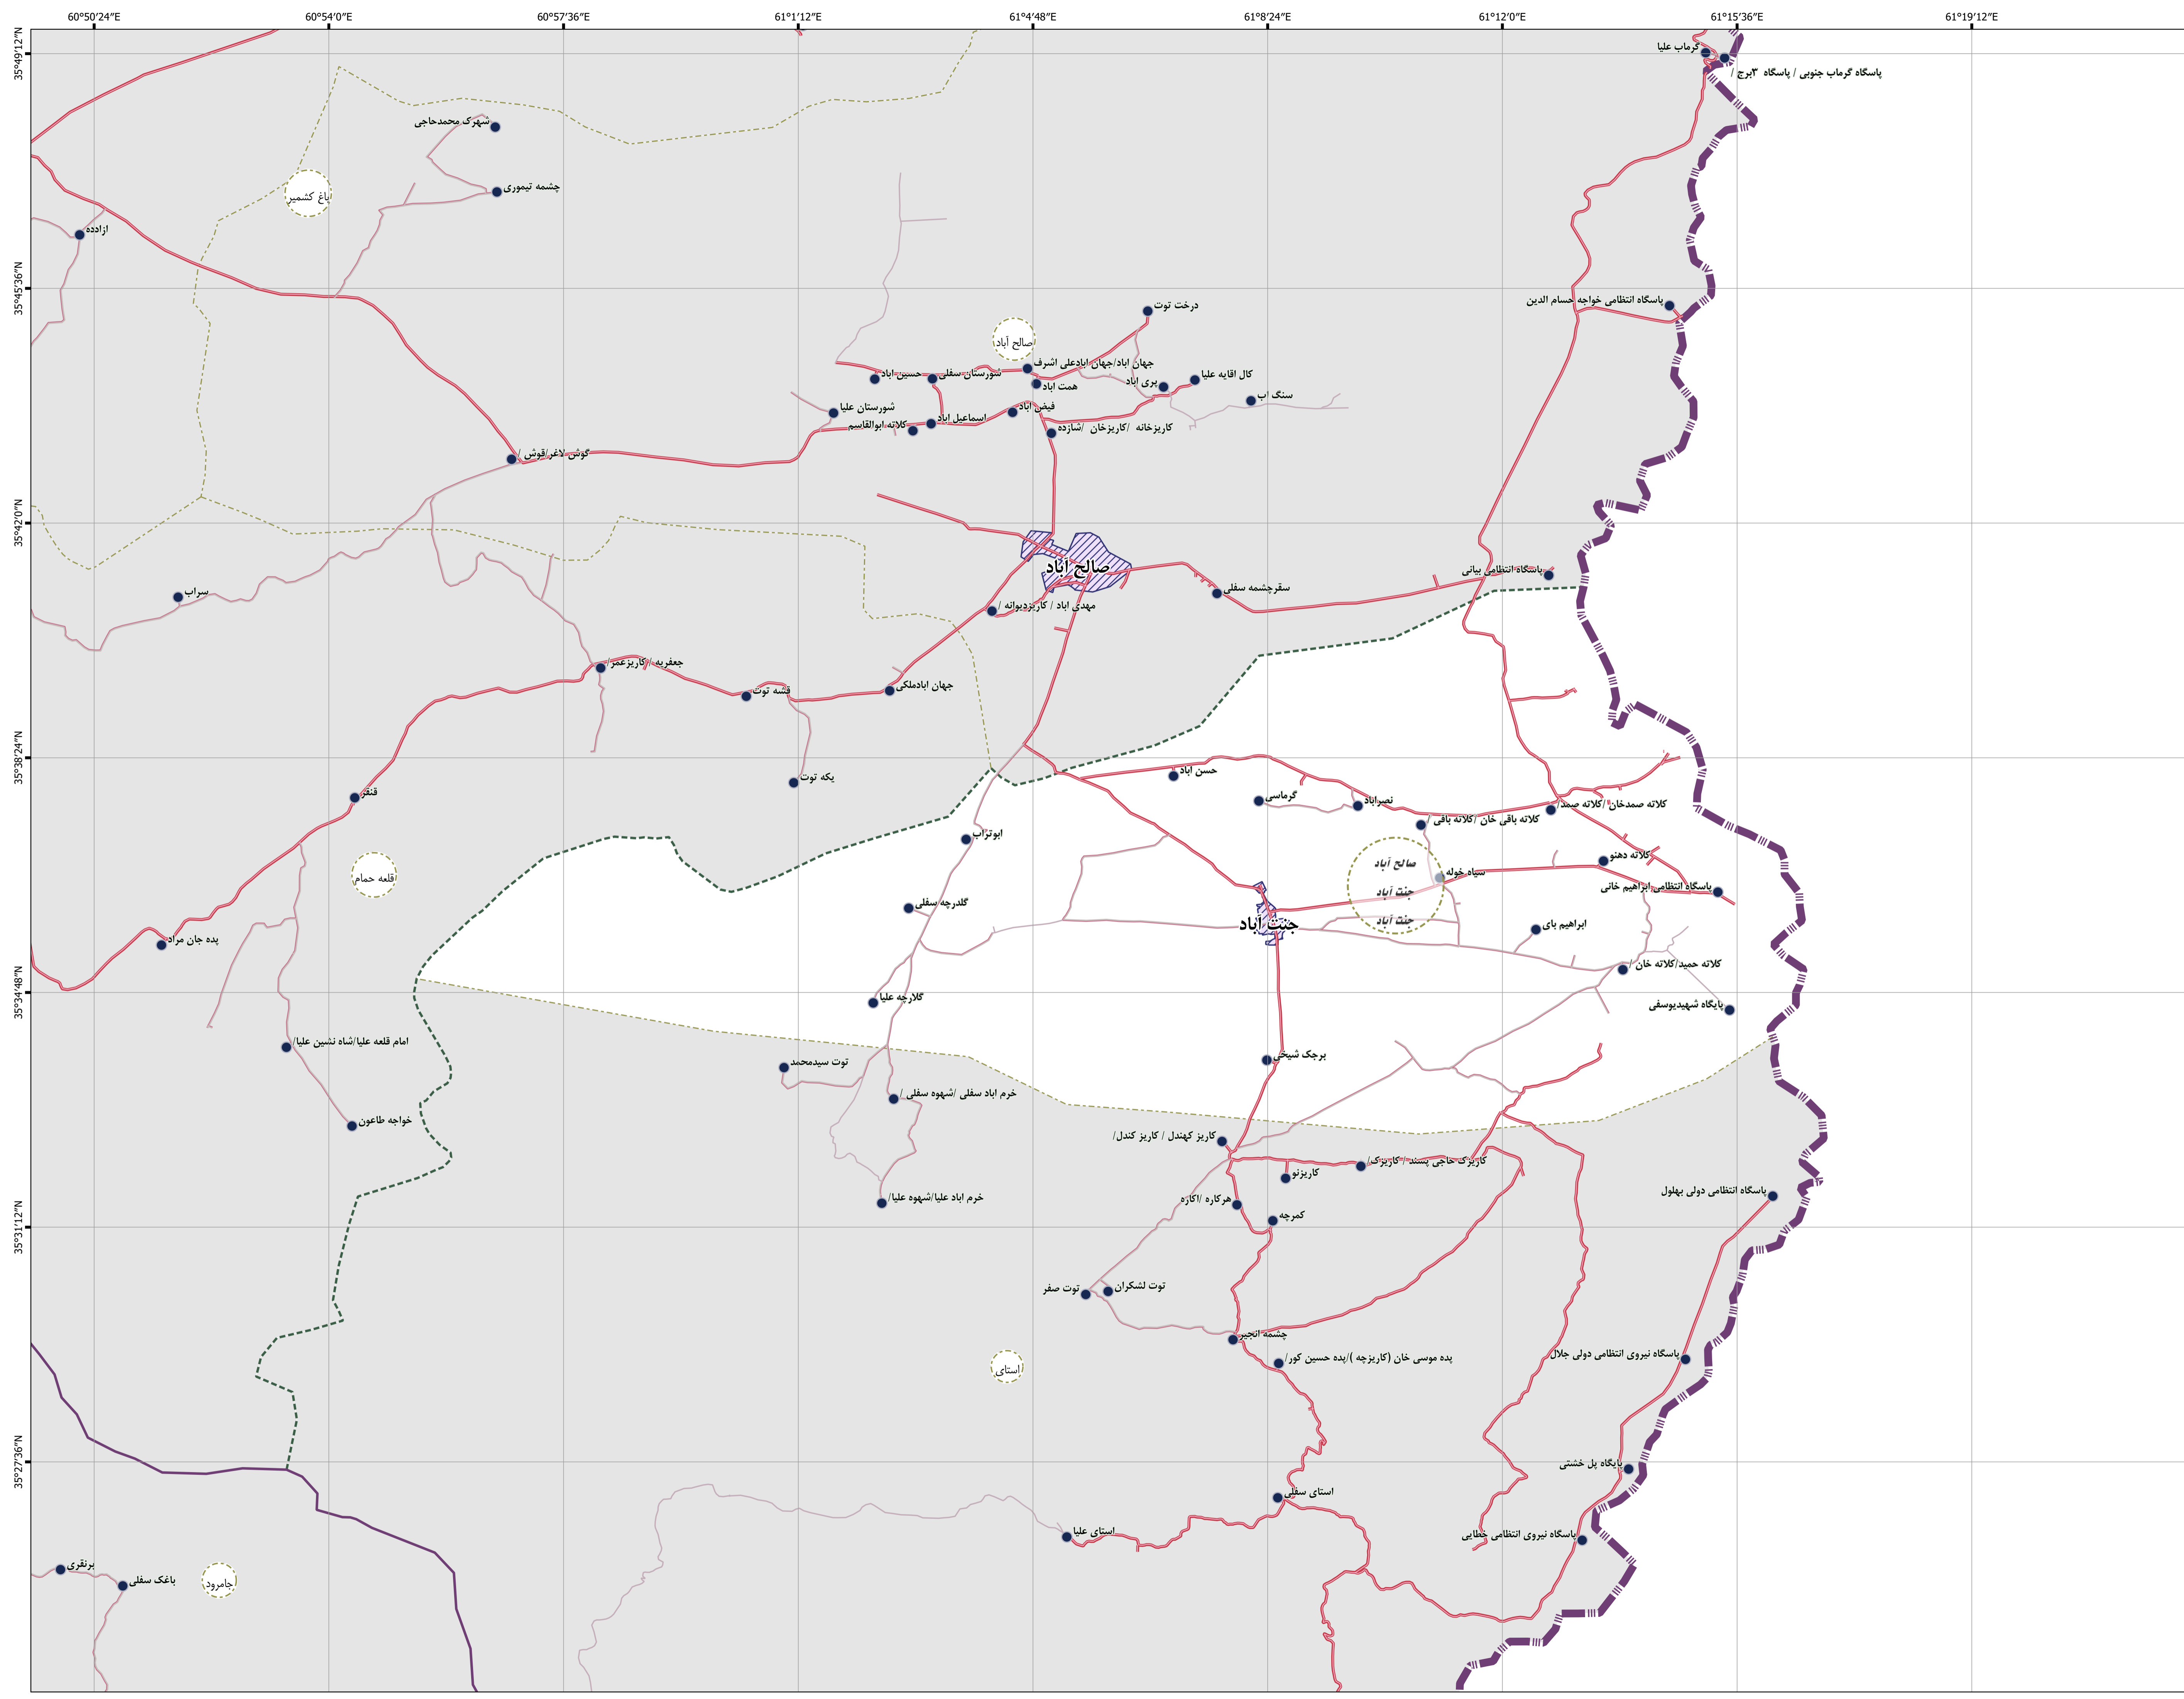 60°50′24″E
60°54′0″E
60°57′36″E
61°1′12″E
61°4′48″E
61°8′24″E
61°12′0″E
61°15′36″E
61°19′12″E
35°49′12″N
35°45′36″N
35°42′0″N
35°38′24″N
35°34′48″N
35°31′12″N
35°27′36″N
گرماب علیا
پاسگاه گرماب جنوبی / پاسگاه ۳برج /
شهرک محمدحاجی
چشمه تیموری
باغ کشمیر
ازادده
پاسگاه انتظامی خواجه حسام الدین
درخت توت
صالح آباد
جهان اباد/جهان ابادعلی اشرف
حسین اباد
شورستان سفلی
همت اباد
پری اباد
کال اقایه علیا
سنگ اب
شورستان علیا
فیض اباد
اسماعیل اباد
کلاته ابوالقاسم
کاریزخانه /کاریزخان /شازده
گوش لاغر/قوش /
صالح آباد
پاسگاه انتظامی بیاتی
سقرچشمه سفلی
سراب
مهدی اباد / کاریزدیوانه /
جعفریه / کاریزعمر/
قشه توت
جهان ابادملکی
یکه توت
حسن اباد
قنقر
گرماسی
نصراباد
کلاته صمدخان /کلاته صمد/
کلاته باقی خان /کلاته باقی /
ابوتراب
کلاته دهنو
صالح آباد
سیاه خوله
قلعه حمام
پاسگاه انتظامی ابراهیم خانی
جنت آباد
گلدرچه سفلی
جنت آباد
جنت آباد
ابراهیم بای
پده جان مراد
کلاته حمید/کلاته خان /
گلارچه علیا
پایگاه شهیدیوسفی
امام قلعه علیا/شاه نشین علیا/
برجک شیخی
توت سیدمحمد
خرم اباد سفلی /شهوه سفلی /
خواجه طاعون
کاریز کهندل / کاریز کندل/
کاریزک حاجی پسند / کاریزک/
کاریزنو
پاسگاه انتظامی دولی بهلول
خرم اباد علیا/شهوه علیا/
هرکاره /اکاره
کمرچه
توت صفر
توت لشکران
چشمه انجیر
پده موسی خان (کاریزچه )/پده حسین کور/
پاسگاه نیروی انتظامی دولی جلال
استای
پایگاه پل خشتی
استای سفلی
استای علیا
پاسگاه نیروی انتظامی خطایی
برنقری
باغک سفلی
جامرود